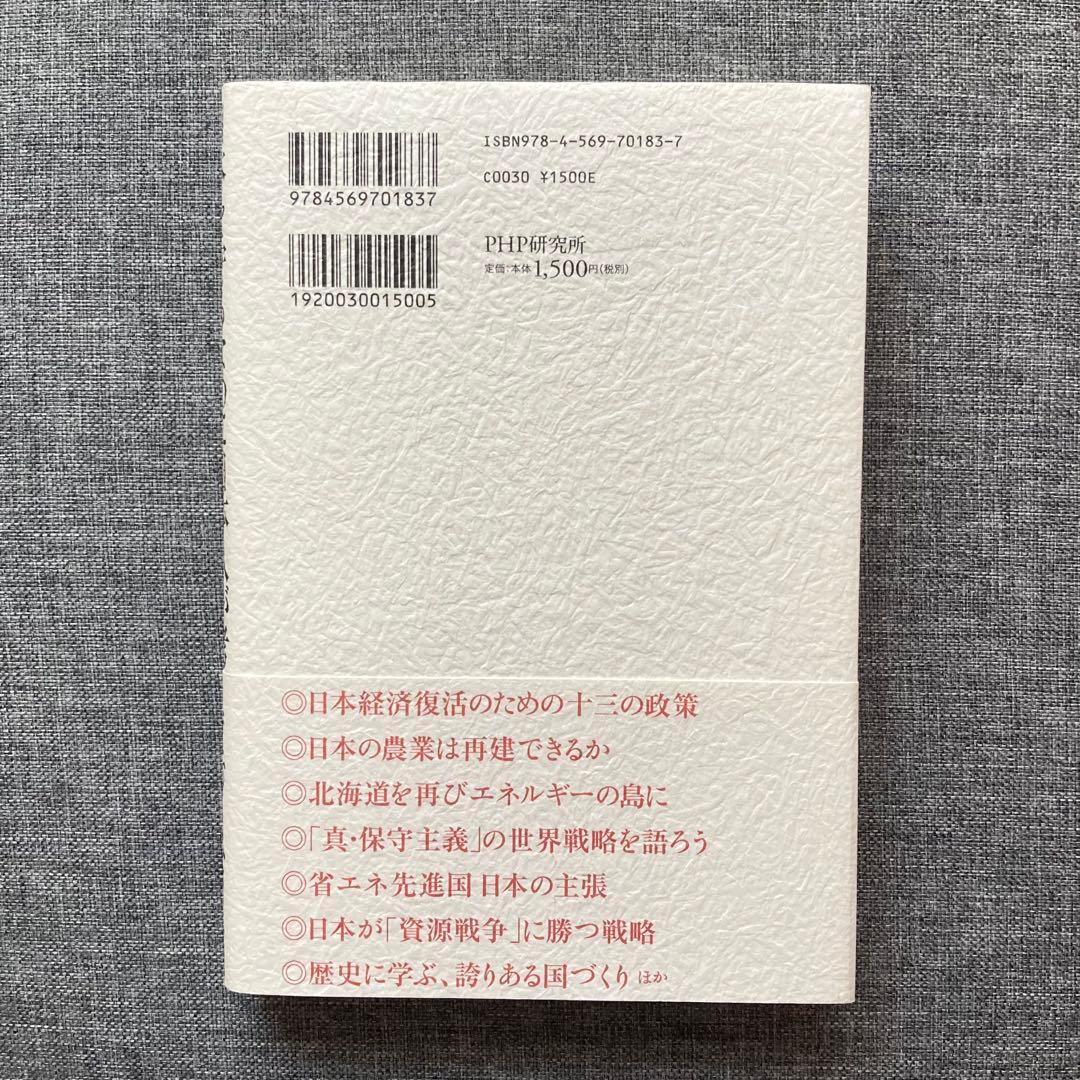 ISBN978-4-569-70183-7
C0030 ¥1500E
9784569701837
PHP研究所
定価:本体1,500円(税別)
1920030015005
◎日本経済復活のための十三の政策
◎日本の農業は再建できるか
◎北海道を再びエネルギーの島に
◎「真・保守主義」の世界戦略を語ろう
◎省エネ先進国 日本の主張
◎日本が「資源戦争」に勝つ戦略
◎歴史に学ぶ、誇りある国づくり ほか